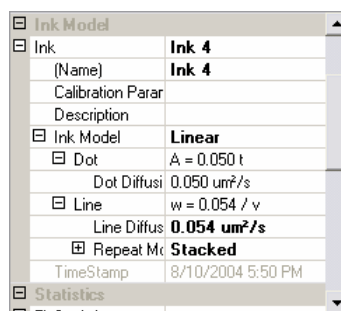 Ink Model
Ink Ink 4
(Name) Ink 4
Calibration Parar
Description
Ink Model Linear
Dot A = 0.050 t
Dot Diffusi 0.050 um²/s
Line w = 0.054 / v
Line Diffus 0.054 um²/s
Repeat Mo Stacked
TimeStamp 8/10/2004 5:50 PM
Statistics